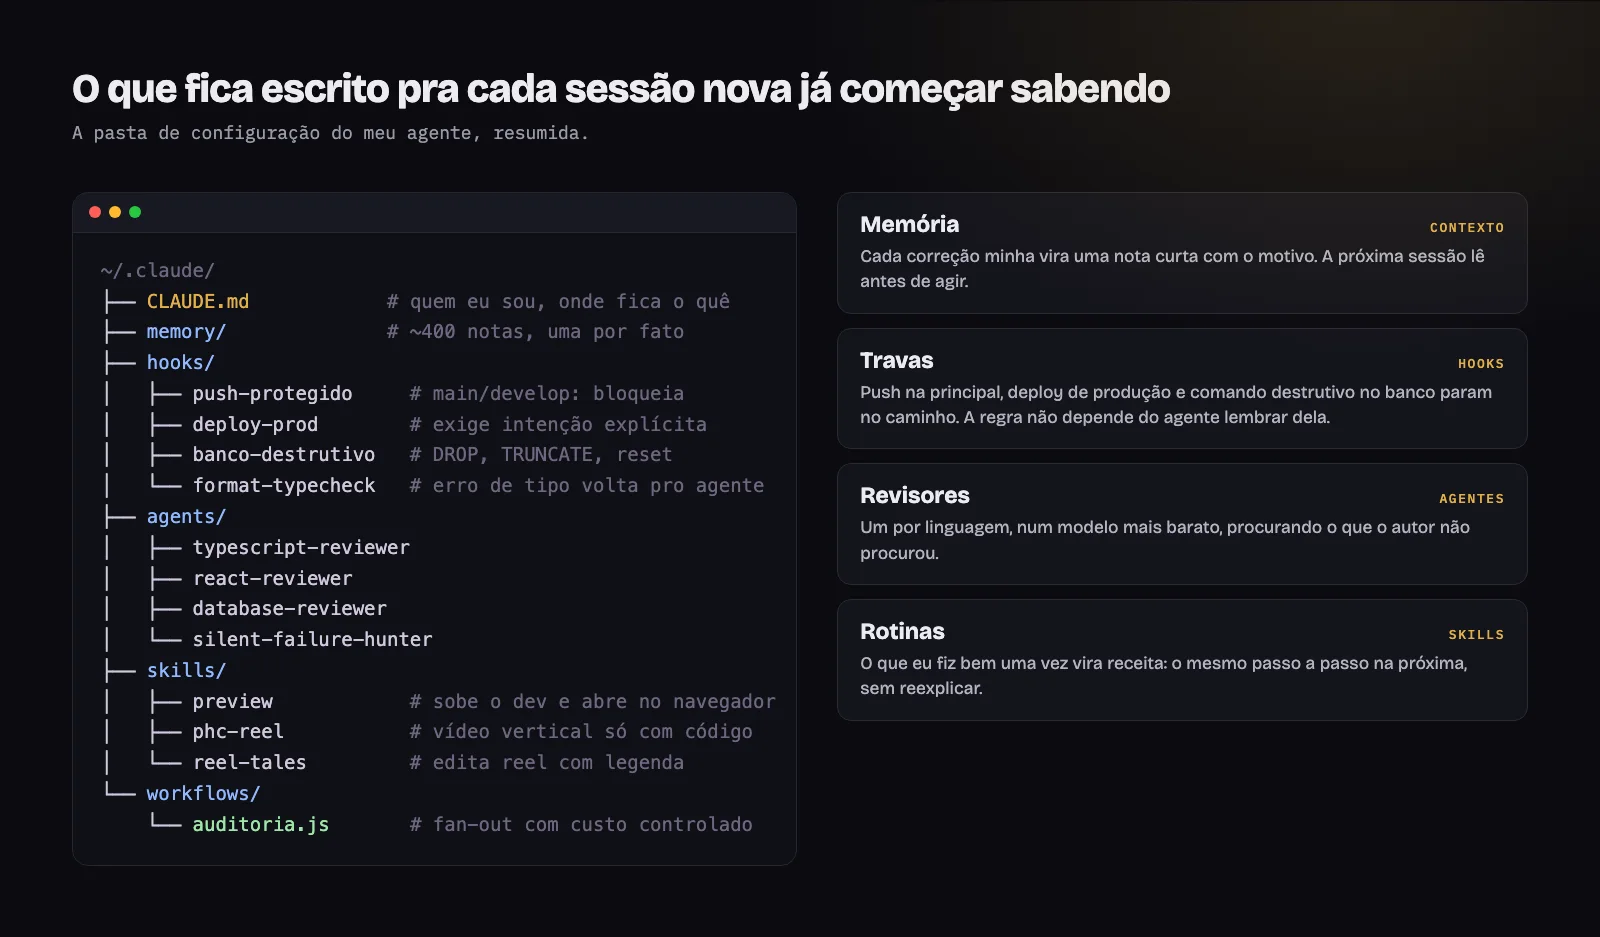 O que fica escrito pra cada sessão nova já começar sabendo
A pasta de configuração do meu agente, resumida.
~/.claude/
├── CLAUDE.md # quem eu sou, onde fica o quê
├── memory/ # ~400 notas, uma por fato
├── hooks/
│ ├── push-protegido # main/develop: bloqueia
│ ├── deploy-prod # exige intenção explícita
│ ├── banco-destrutivo # DROP, TRUNCATE, reset
│ └── format-typecheck # erro de tipo volta pro agente
├── agents/
│ ├── typescript-reviewer
│ ├── react-reviewer
│ ├── database-reviewer
│ └── silent-failure-hunter
├── skills/
│ ├── preview # sobe o dev e abre no navegador
│ ├── phc-reel # vídeo vertical só com código
│ └── reel-tales # edita reel com legenda
└── workflows/
└── auditoria.js # fan-out com custo controlado
Memória CONTEXTO
Cada correção minha vira uma nota curta com o motivo. A próxima sessão lê
antes de agir.
Travas HOOKS
Push na principal, deploy de produção e comando destrutivo no banco param
no caminho. A regra não depende do agente lembrar dela.
Revisores AGENTES
Um por linguagem, num modelo mais barato, procurando o que o autor não
procurou.
Rotinas SKILLS
O que eu fiz bem uma vez vira receita: o mesmo passo a passo na próxima,
sem reexplicar.